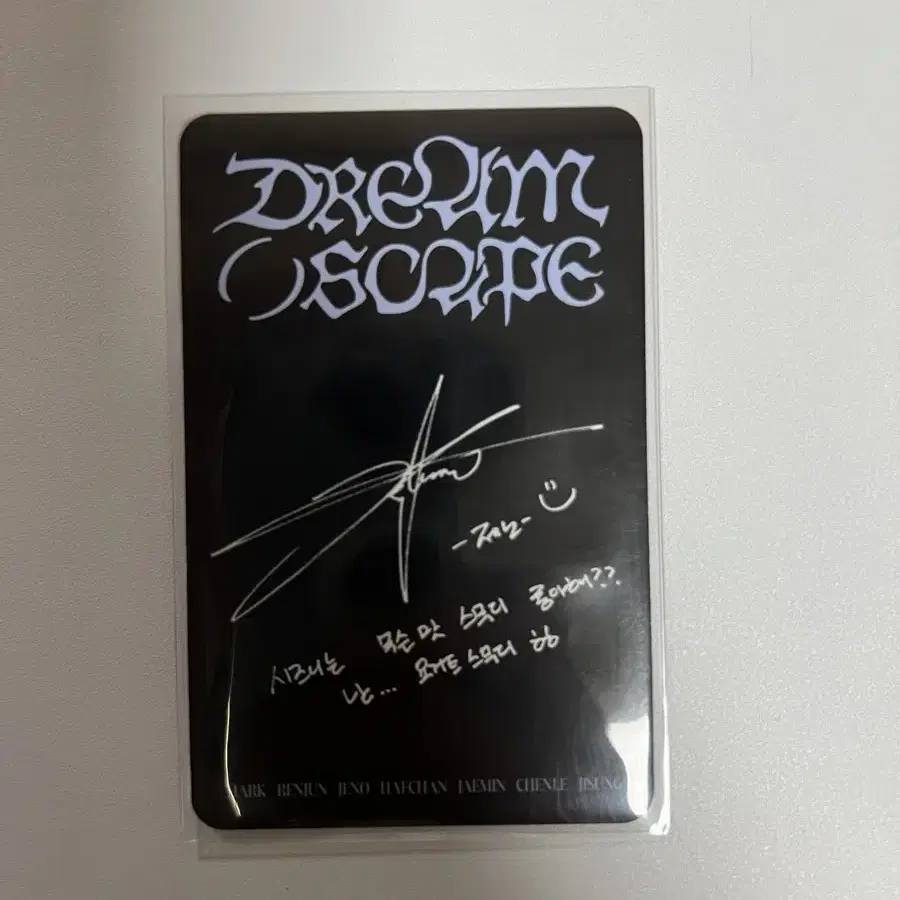 DREAM
SCAPE
-제노-
시즈니는 무슨 맛 스무디 좋아해??
난... 요거트 스무디 헿
MARK RENJUN JENO HAECHAN JAEMIN CHENLE JISUNG